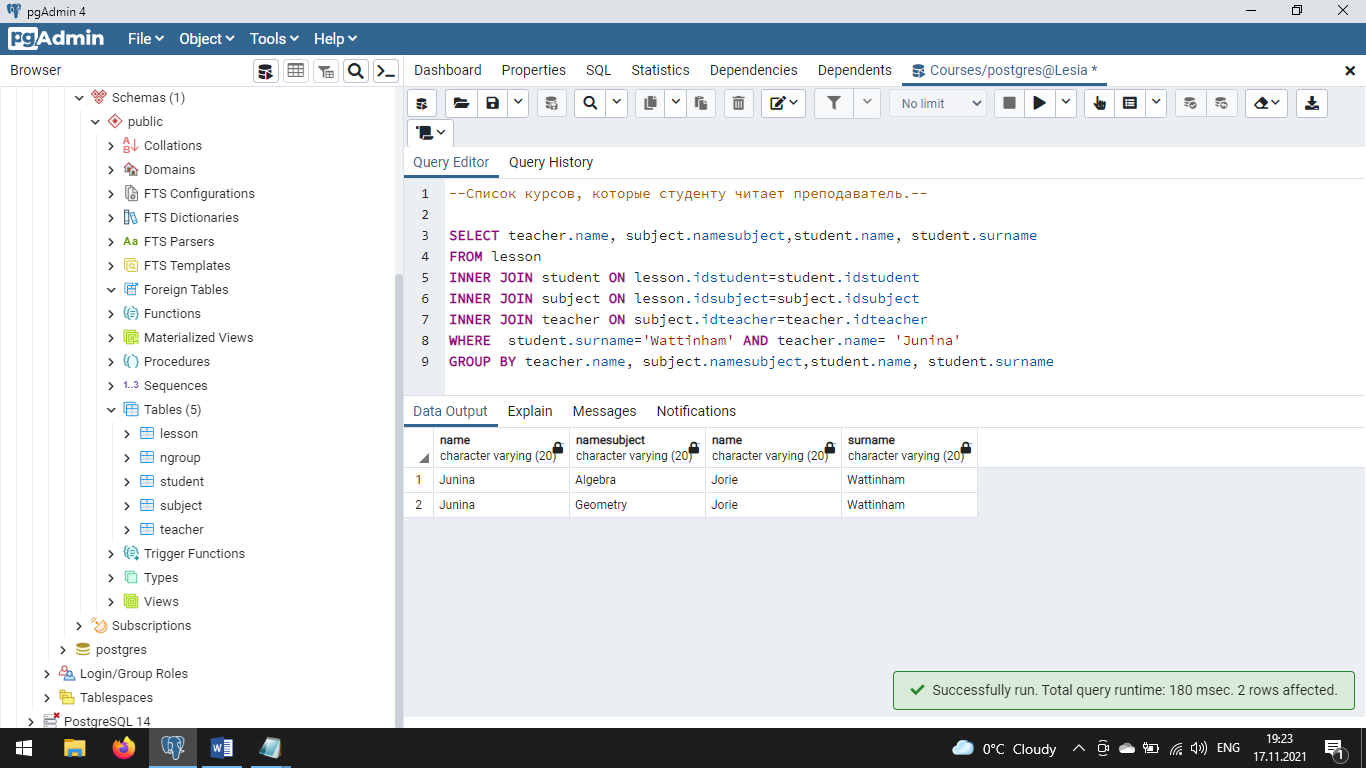 pgAdmin 4
pgAdmin File Object Tools Help
Browser
Dashboard Properties SQL Statistics Dependencies Dependents Courses/postgres@Lesia *
No limit
Schemas (1)
public
Collations
Domains
FTS Configurations
FTS Dictionaries
Aa FTS Parsers
FTS Templates
Foreign Tables
Functions
Materialized Views
Procedures
1..3 Sequences
Tables (5)
lesson
ngroup
student
subject
teacher
Trigger Functions
Types
Views
Subscriptions
postgres
Login/Group Roles
Tablespaces
PostgreSQL 14
Query Editor Query History
1 --Список курсов, которые студенту читает преподаватель.--
2
3 SELECT teacher.name, subject.namesubject,student.name, student.surname
4 FROM lesson
5 INNER JOIN student ON lesson.idstudent=student.idstudent
6 INNER JOIN subject ON lesson.idsubject=subject.idsubject
7 INNER JOIN teacher ON subject.idteacher=teacher.idteacher
8 WHERE  student.surname='Wattinham' AND teacher.name= 'Junina'
9 GROUP BY teacher.name, subject.namesubject,student.name, student.surname
Data Output Explain Messages Notifications
name namesubject name surname
character varying (20) character varying (20) character varying (20) character varying (20)
1 Junina Algebra Jorie Wattinham
2 Junina Geometry Jorie Wattinham
Successfully run. Total query runtime: 180 msec. 2 rows affected.
0°C Cloudy ENG 19:23
17.11.2021
1